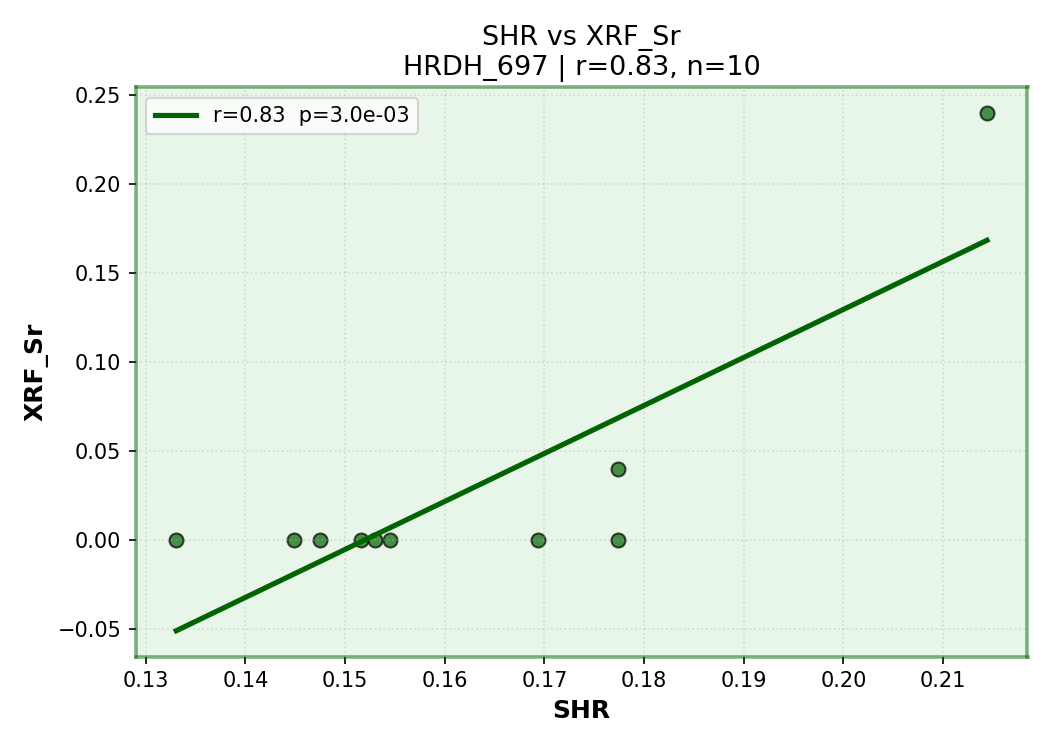 SHR vs XRF_Sr
HRDH_697 | r=0.83, n=10
r=0.83  p=3.0e-03
0.25
0.20
0.15
0.10
0.05
0.00
−0.05
XRF_Sr
0.13 0.14 0.15 0.16 0.17 0.18 0.19 0.20 0.21
SHR